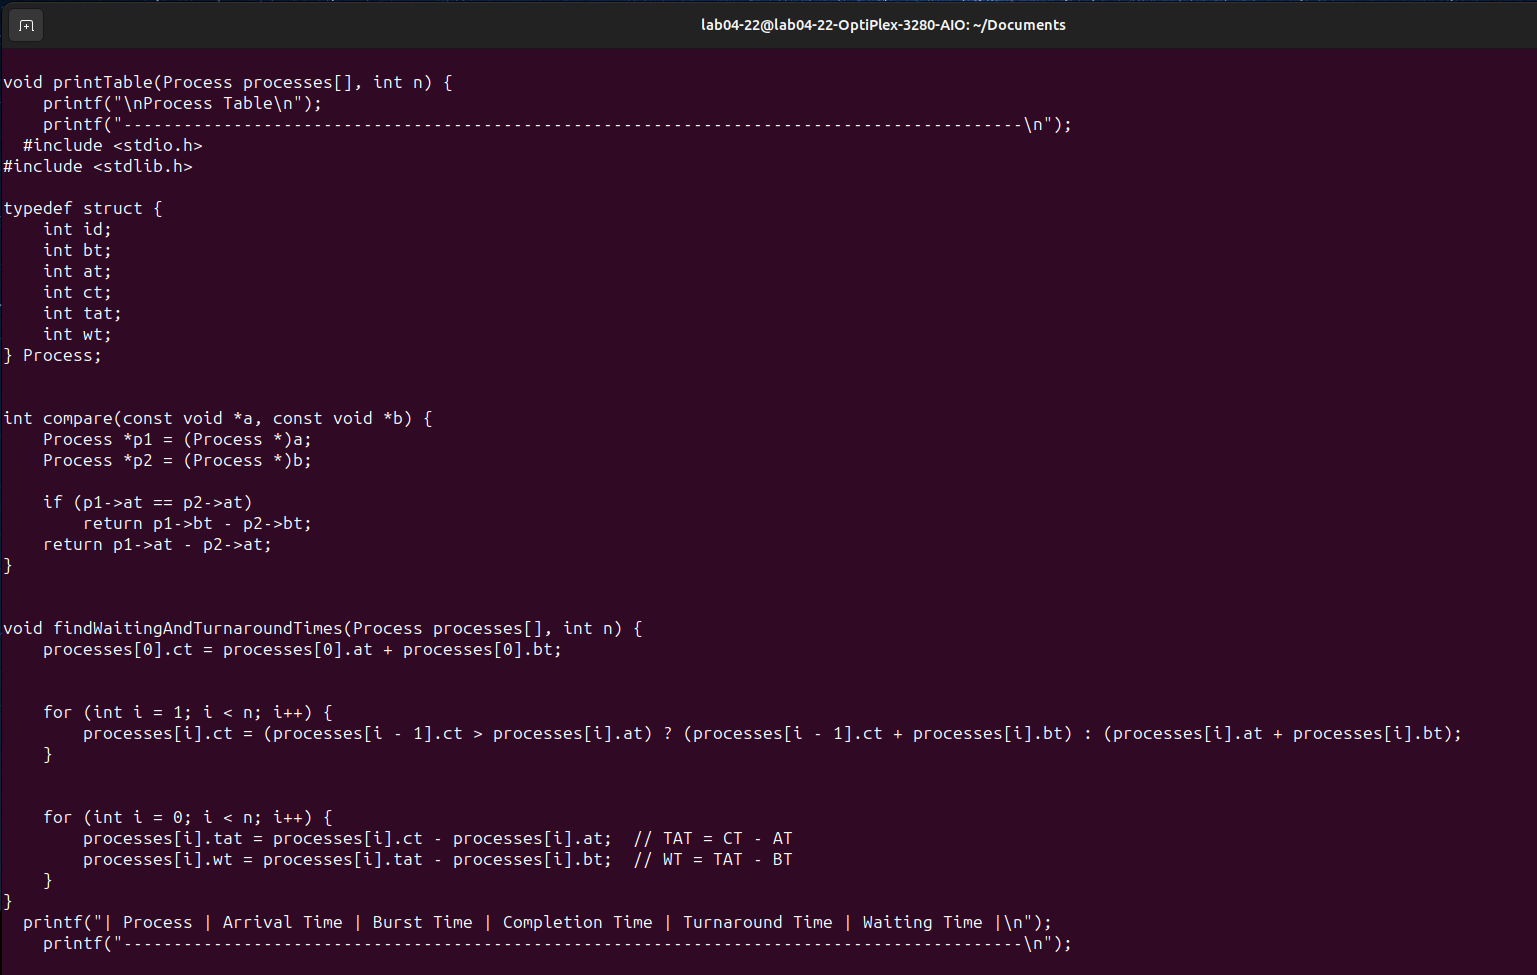 lab04-22@lab04-22-OptiPlex-3280-AIO: ~/Documents
void printTable(Process processes[], int n) {
    printf("\nProcess Table\n");
    printf("------------------------------------------------------------------------------------------\n");
  #include <stdio.h>
#include <stdlib.h>
typedef struct {
    int id;
    int bt;
    int at;
    int ct;
    int tat;
    int wt;
} Process;
int compare(const void *a, const void *b) {
    Process *p1 = (Process *)a;
    Process *p2 = (Process *)b;
    if (p1->at == p2->at)
        return p1->bt - p2->bt;
    return p1->at - p2->at;
}
void findWaitingAndTurnaroundTimes(Process processes[], int n) {
    processes[0].ct = processes[0].at + processes[0].bt;
    for (int i = 1; i < n; i++) {
        processes[i].ct = (processes[i - 1].ct > processes[i].at) ? (processes[i - 1].ct + processes[i].bt) : (processes[i].at + processes[i].bt);
    }
    for (int i = 0; i < n; i++) {
        processes[i].tat = processes[i].ct - processes[i].at;  // TAT = CT - AT
        processes[i].wt = processes[i].tat - processes[i].bt;  // WT = TAT - BT
    }
}
  printf("| Process | Arrival Time | Burst Time | Completion Time | Turnaround Time | Waiting Time |\n");
    printf("------------------------------------------------------------------------------------------\n");